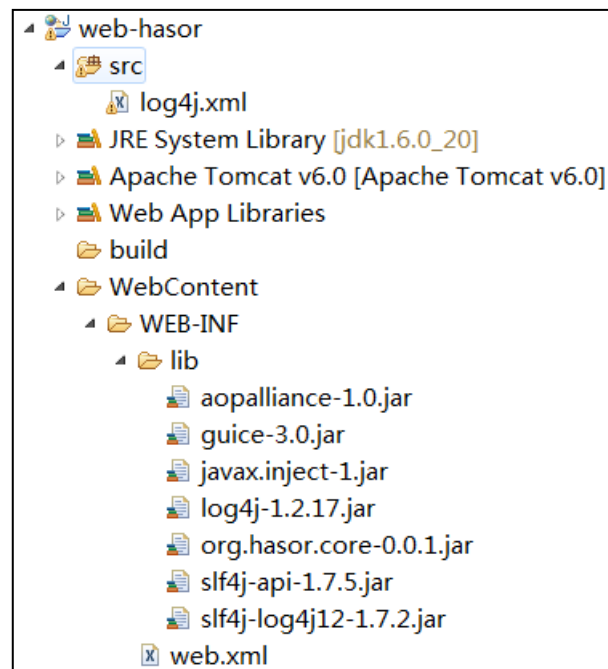 web-hasor
src
log4j.xml
JRE System Library [jdk1.6.0_20]
Apache Tomcat v6.0 [Apache Tomcat v6.0]
Web App Libraries
build
WebContent
WEB-INF
lib
aopalliance-1.0.jar
guice-3.0.jar
javax.inject-1.jar
log4j-1.2.17.jar
org.hasor.core-0.0.1.jar
slf4j-api-1.7.5.jar
slf4j-log4j12-1.7.2.jar
web.xml